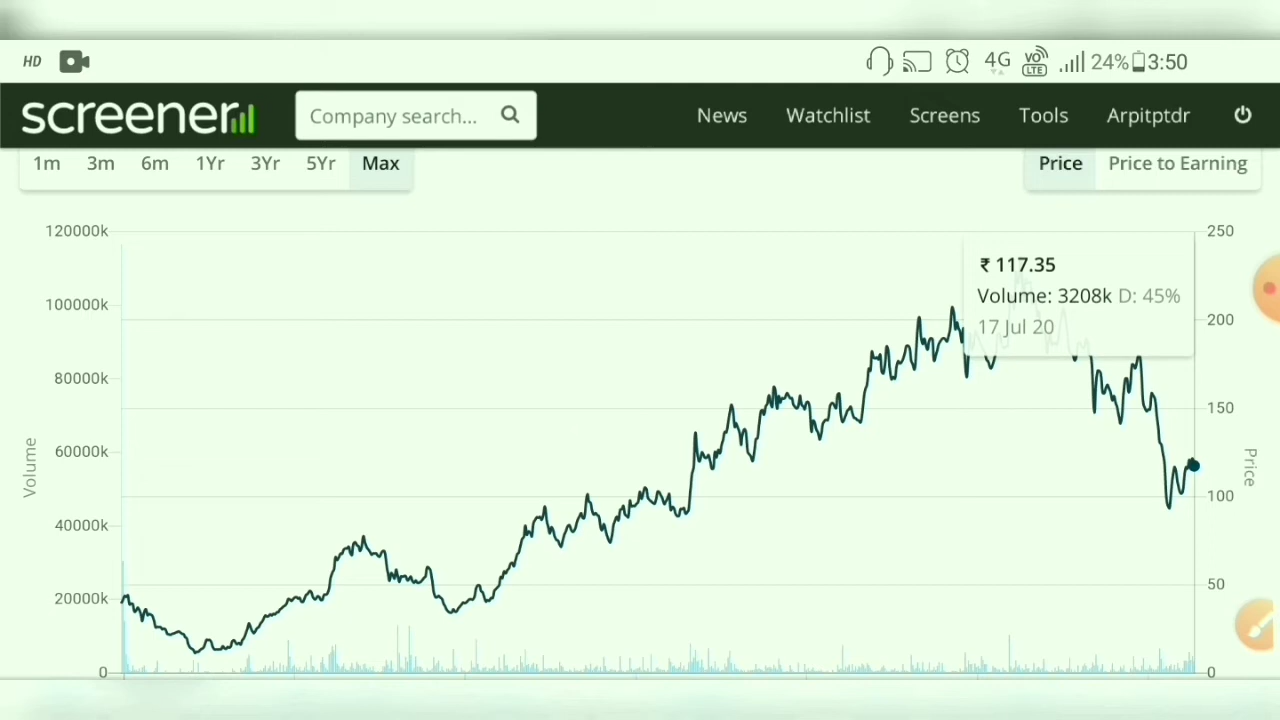 HD 4G VO LTE 24% 3:50
screener Company search... News Watchlist Screens Tools Arpitptdr
1m 3m 6m 1Yr 3Yr 5Yr Max Price Price to Earning
120000k 250
₹ 117.35
Volume: 3208k D: 45%
17 Jul 20
100000k
200
80000k
150
60000k
Volume
Price
100
40000k
50
20000k
0 0